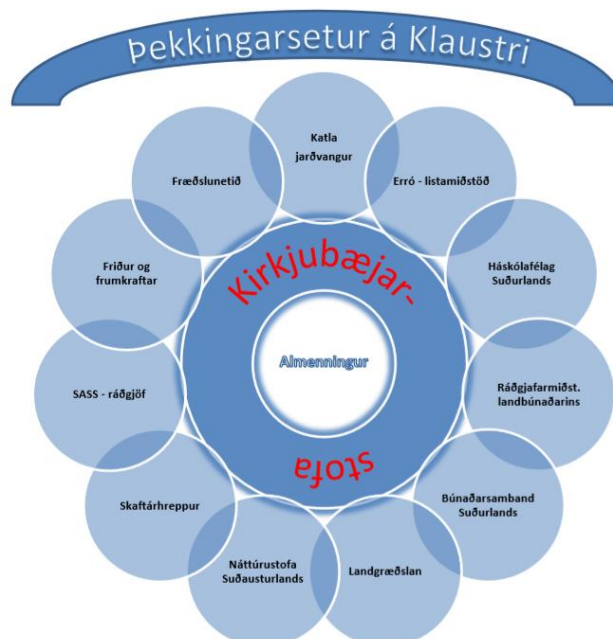 Þekkingarsetur á Klaustri
Katla
jarðvangur
Erró - listamiðstöð
Háskólafélag
Suðurlands
Ráðgjafarmiðst.
landbúnaðarins
Búnaðarsamband
Suðurlands
Landgræðslan
Náttúrustofa
Suðausturlands
Skaftárhreppur
SASS - ráðgjöf
Friður og
frumkraftar
Fræðslunetið
Kirkjubæjar-
stofa
Almenningur